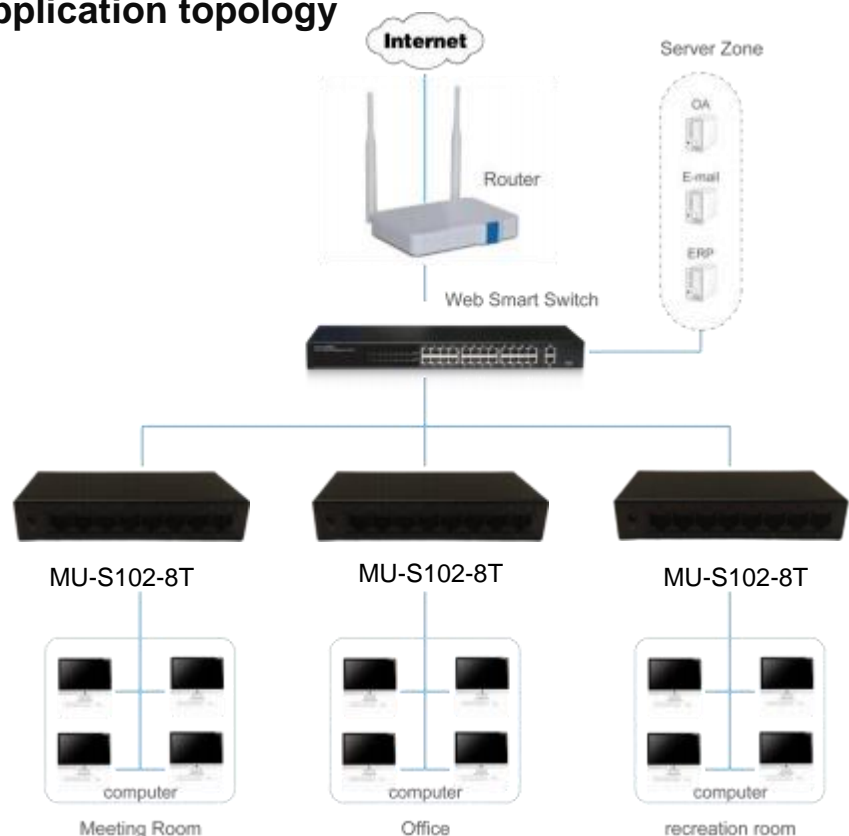 pplication topology
Internet
Server Zone
OA
Router
E-mail
ERP
Web Smart Switch
MU-S102-8T
MU-S102-8T
MU-S102-8T
computer
computer
computer
Meeting Room
Office
recreation room